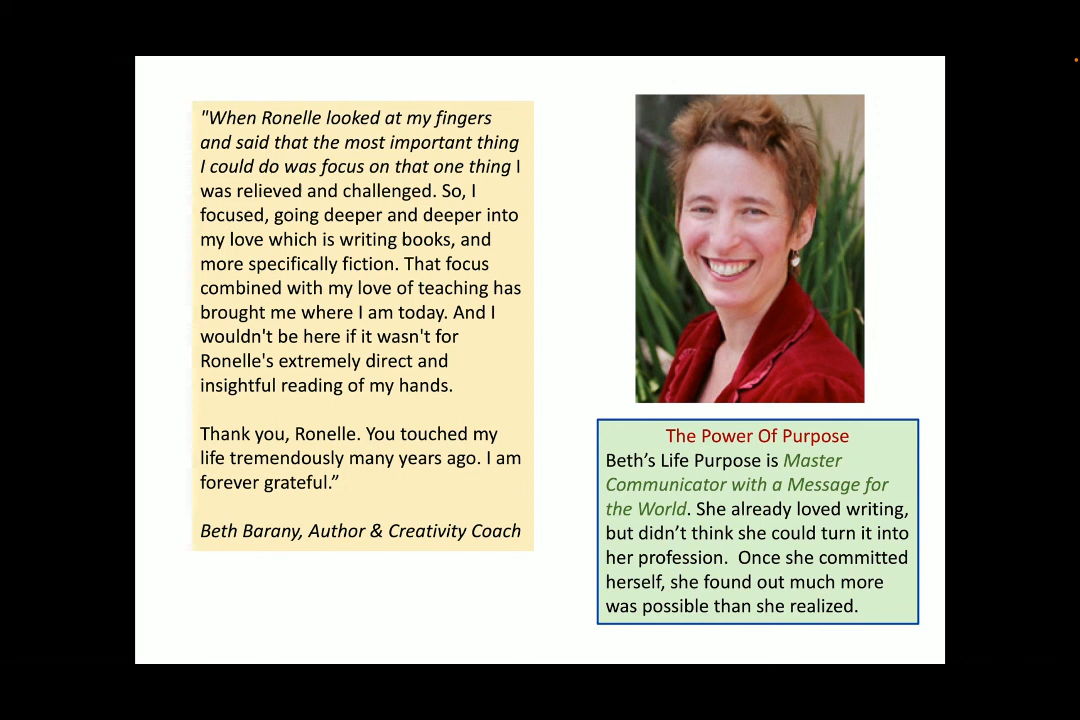 "When Ronelle looked at my fingers
and said that the most important thing
I could do was focus on that one thing I
was relieved and challenged. So, I
focused, going deeper and deeper into
my love which is writing books, and
more specifically fiction. That focus
combined with my love of teaching has
brought me where I am today. And I
wouldn't be here if it wasn't for
Ronelle's extremely direct and
insightful reading of my hands.
Thank you, Ronelle. You touched my
life tremendously many years ago. I am
forever grateful.”
Beth Barany, Author & Creativity Coach
The Power Of Purpose
Beth’s Life Purpose is Master
Communicator with a Message for
the World. She already loved writing,
but didn’t think she could turn it into
her profession.  Once she committed
herself, she found out much more
was possible than she realized.